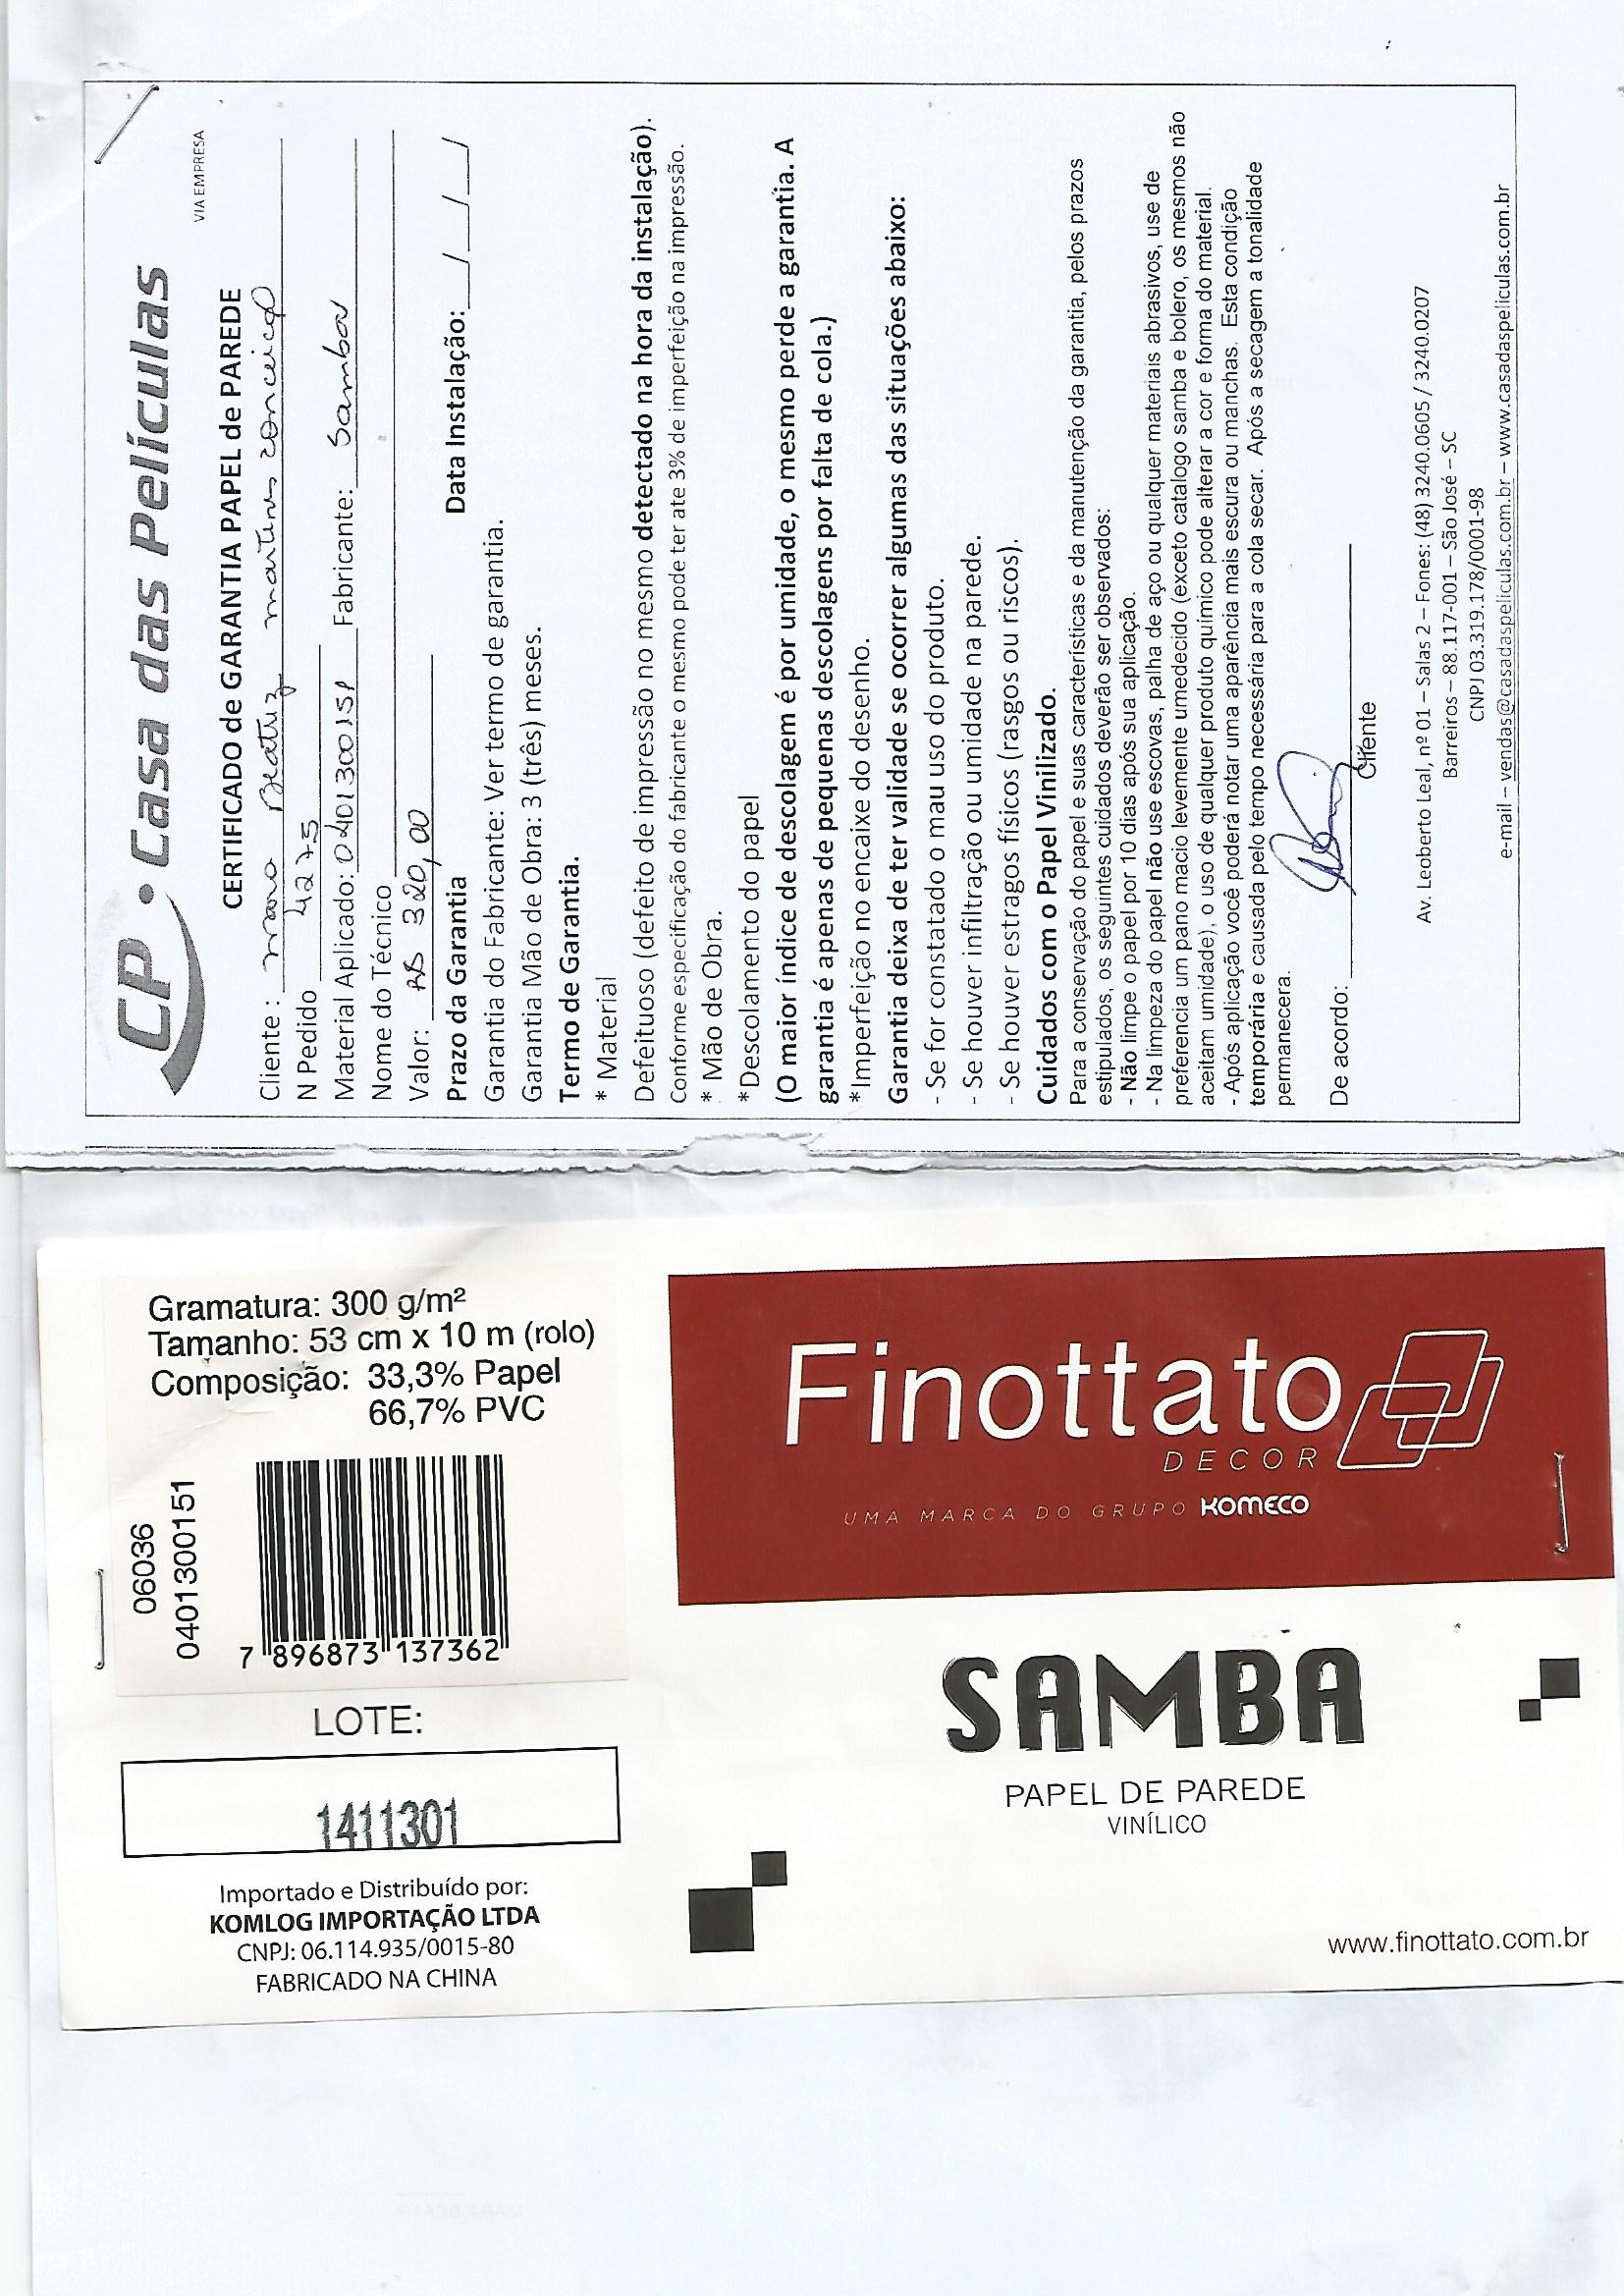 CP • Casa das Películas
VIA EMPRESA
CERTIFICADO de GARANTIA PAPEL de PAREDE
Cliente: Beatriz martins conceição
N Pedido 4275
Material Aplicado: 040130015P Fabricante: Samba
Nome do Técnico
Valor: R$ 320,00
Prazo da Garantia Data Instalação: / / /
Garantia do Fabricante: Ver termo de garantia.
Garantia Mão de Obra: 3 (três) meses.
Termo de Garantia.
* Material
Defeituoso (defeito de impressão no mesmo detectado na hora da instalação).
Conforme especificação do fabricante o mesmo pode ter até 3% de imperfeição na impressão.
* Mão de Obra.
*Descolamento do papel
(O maior índice de descolagem é por umidade, o mesmo perde a garantia. A
garantia é apenas de pequenas descolagens por falta de cola.)
*Imperfeição no encaixe do desenho.
Garantia deixa de ter validade se ocorrer algumas das situações abaixo:
- Se for constatado o mau uso do produto.
- Se houver infiltração ou umidade na parede.
- Se houver estragos físicos (rasgos ou riscos).
Cuidados com o Papel Vinilizado.
Para a conservação do papel e suas características e da manutenção da garantia, pelos prazos
estipulados, os seguintes cuidados deverão ser observados:
- Não limpe o papel por 10 dias após sua aplicação.
- Na limpeza do papel não use escovas, palha de aço ou qualquer materiais abrasivos, use de
preferencia um pano macio levemente umedecido (exceto catalogo samba e bolero, os mesmos não
aceitam umidade), o uso de qualquer produto químico pode alterar a cor e forma do material.
- Após aplicação você poderá notar uma aparência mais escura ou manchas. Esta condição
temporária e causada pelo tempo necessária para a cola secar. Após a secagem a tonalidade
permanecera.
De acordo:
Cliente
Av. Leoberto Leal, nº 01 – Salas 2 – Fones: (48) 3240.0605 / 3240.0207
Barreiros – 88.117-001 – São José – SC
CNPJ 03.319.178/0001-98
e-mail – vendas@casadaspeliculas.com.br – www.casadaspeliculas.com.br
Gramatura: 300 g/m²
Tamanho: 53 cm x 10 m (rolo)
Composição: 33,3% Papel
66,7% PVC
06036
0401300151
7 896873 137362
LOTE:
1411301
Importado e Distribuído por:
KOMLOG IMPORTAÇÃO LTDA
CNPJ: 06.114.935/0015-80
FABRICADO NA CHINA
Finottato
DECOR
UMA MARCA DO GRUPO KOMECO
SAMBA
PAPEL DE PAREDE
VINÍLICO
www.finottato.com.br